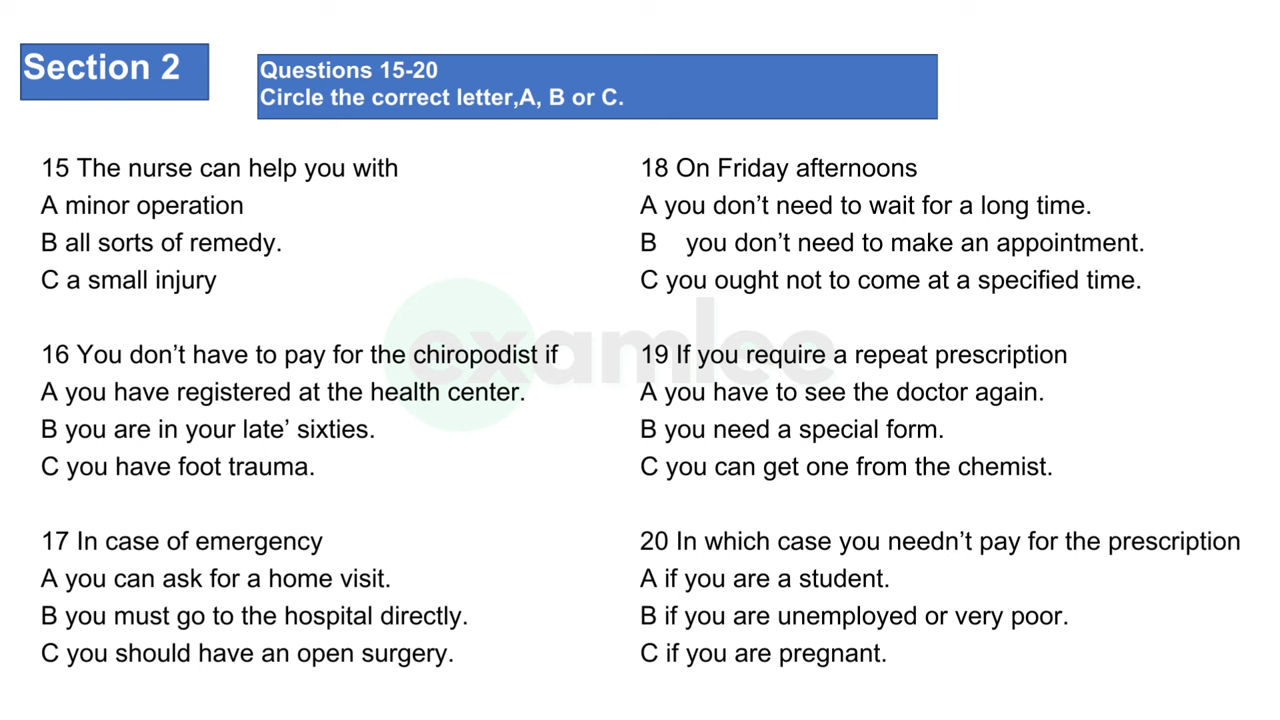 Section 2
Questions 15-20
Circle the correct letter,A, B or C.
15 The nurse can help you with
A minor operation
B all sorts of remedy.
C a small injury
16 You don't have to pay for the chiropodist if
A you have registered at the health center.
B you are in your late' sixties.
C you have foot trauma.
17 In case of emergency
A you can ask for a home visit.
B you must go to the hospital directly.
C you should have an open surgery.
18 On Friday afternoons
A you don't need to wait for a long time.
B you don't need to make an appointment.
C you ought not to come at a specified time.
19 If you require a repeat prescription
A you have to see the doctor again.
B you need a special form.
C you can get one from the chemist.
20 In which case you needn't pay for the prescription
A if you are a student.
B if you are unemployed or very poor.
C if you are pregnant.
examlee